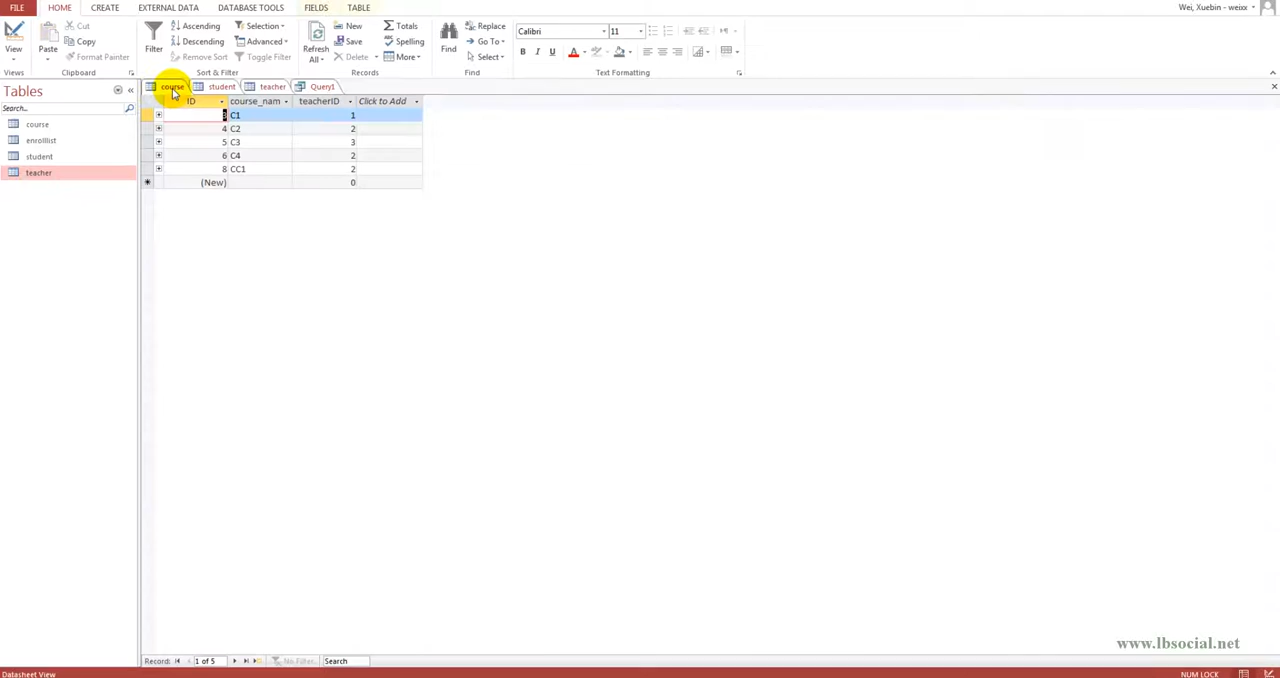 FILE HOME CREATE EXTERNAL DATA DATABASE TOOLS FIELDS TABLE Wei, Xuebin - weixx
View
Views
Paste
Cut
Copy
Format Painter
Clipboard
Filter
Ascending
Descending
Remove Sort
Selection
Advanced
Toggle Filter
Sort & Filter
Refresh
All
New
Save
Delete
Totals
Spelling
More
Records
Find
Replace
Go To
Select
Find
Calibri 11
B I U A
Text Formatting
Tables
Search...
course
enrolllist
student
teacher
course student teacher Query1
ID course_nam teacherID Click to Add
3 C1 1
4 C2 2
5 C3 3
6 C4 2
8 CC1 2
(New) 0
www.lbsocial.net
Record: 1 of 5 No Filter Search
Datasheet View NUM LOCK